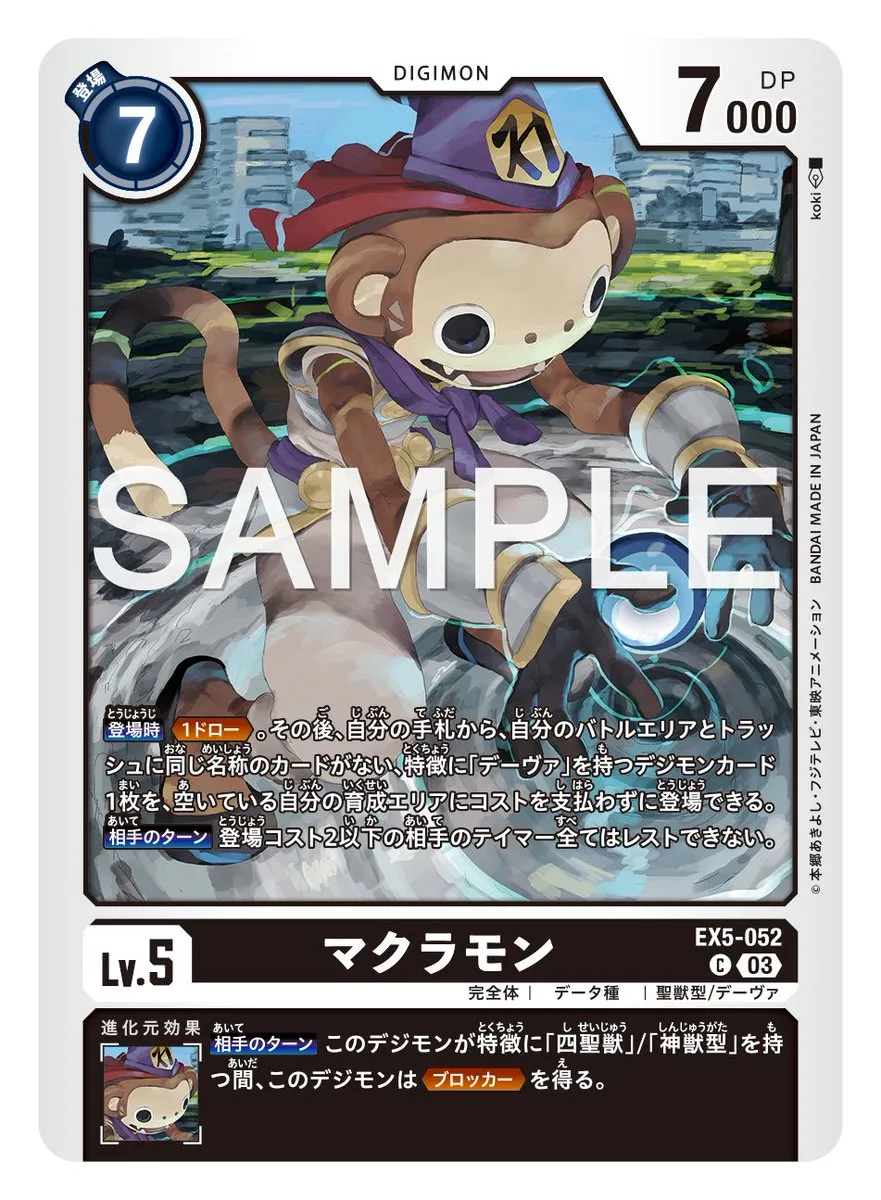 登場
7
DIGIMON
7000
DP
koki
SAMPLE
登場時 1ドロー 。その後、自分の手札から、自分のバトルエリアとトラッ
シュに同じ名称のカードがない、特徴に「デーヴァ」を持つデジモンカード
1枚を、空いている自分の育成エリアにコストを支払わずに登場できる。
相手のターン 登場コスト2以下の相手のテイマー全てはレストできない。
©本郷あきよし・フジテレビ・東映アニメーション BANDAI MADE IN JAPAN
Lv.5
マクラモン
EX5-052
C 03
完全体 | データ種 | 聖獣型/デーヴァ
進化元効果
相手のターン このデジモンが特徴に「四聖獣」/「神獣型」を持
つ間、このデジモンは ブロッカー を得る。